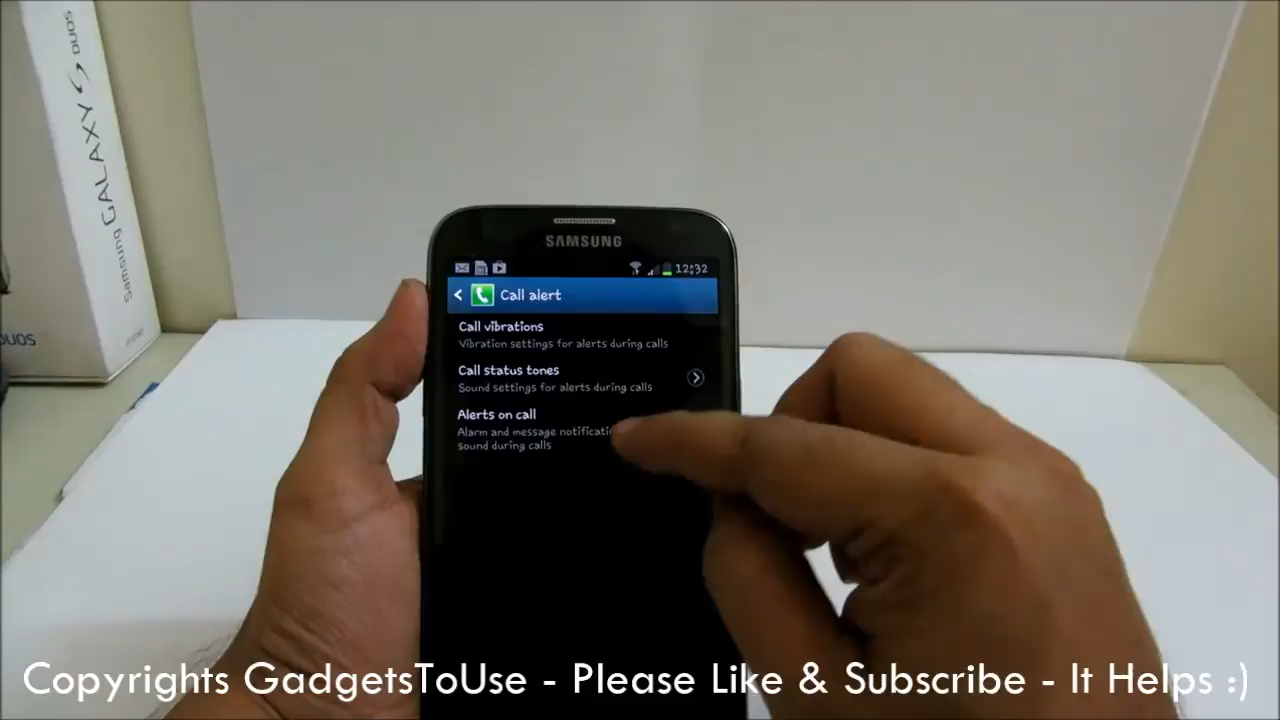 Samsung GALAXY S DUOS
DUOS
SAMSUNG
12:32
Call alert
Call vibrations
Vibration settings for alerts during calls
Call status tones
Sound settings for alerts during calls
Alerts on call
Alarm and message
sound during calls
Copyrights GadgetsToUse - Please Like & Subscribe - It Helps :)